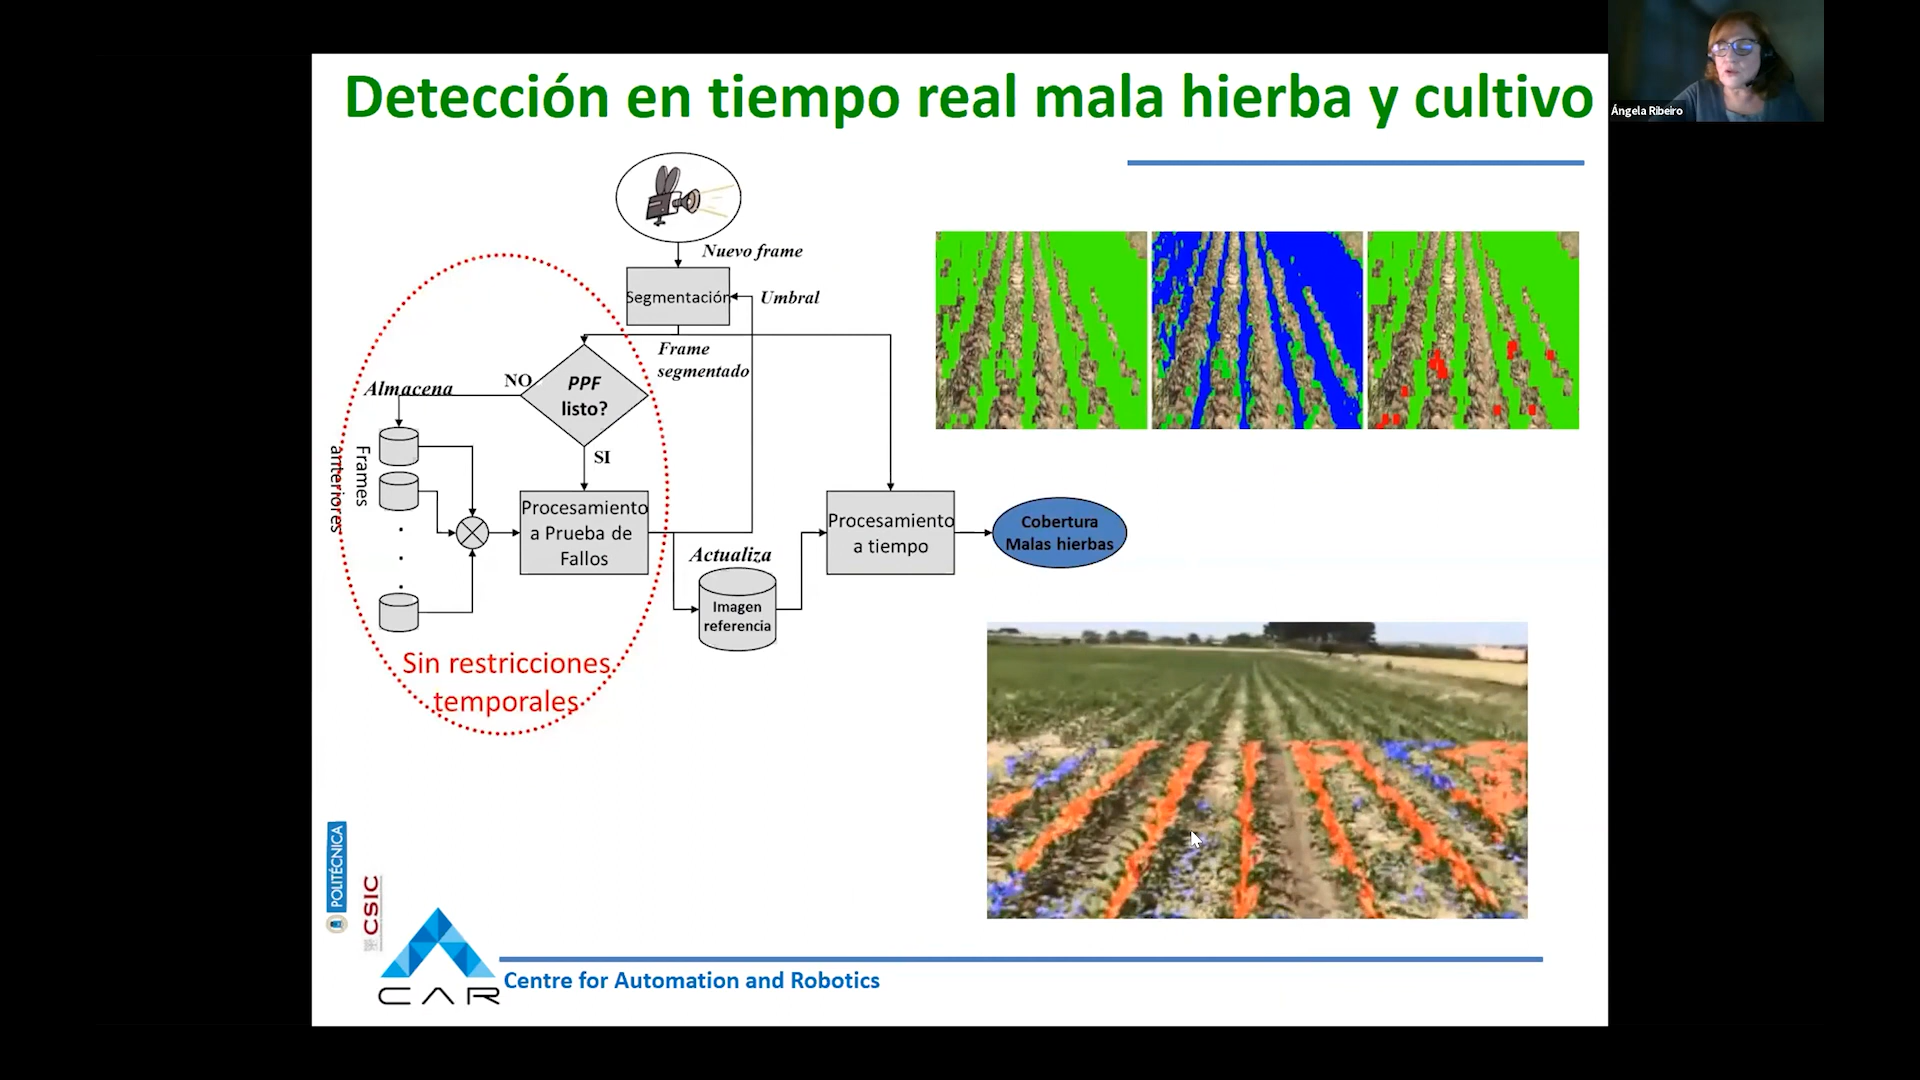 Detección en tiempo real mala hierba y cultivo
Ángela Ribeiro
Nuevo frame
Segmentación
Umbral
Frame
segmentado
PPF
listo?
NO
Almacena
SI
Frames
anteriores
Procesamiento
a Prueba de
Fallos
Actualiza
Imagen
referencia
Procesamiento
a tiempo
Cobertura
Malas hierbas
Sin restricciones
temporales
POLITÉCNICA
CSIC
CAR
Centre for Automation and Robotics